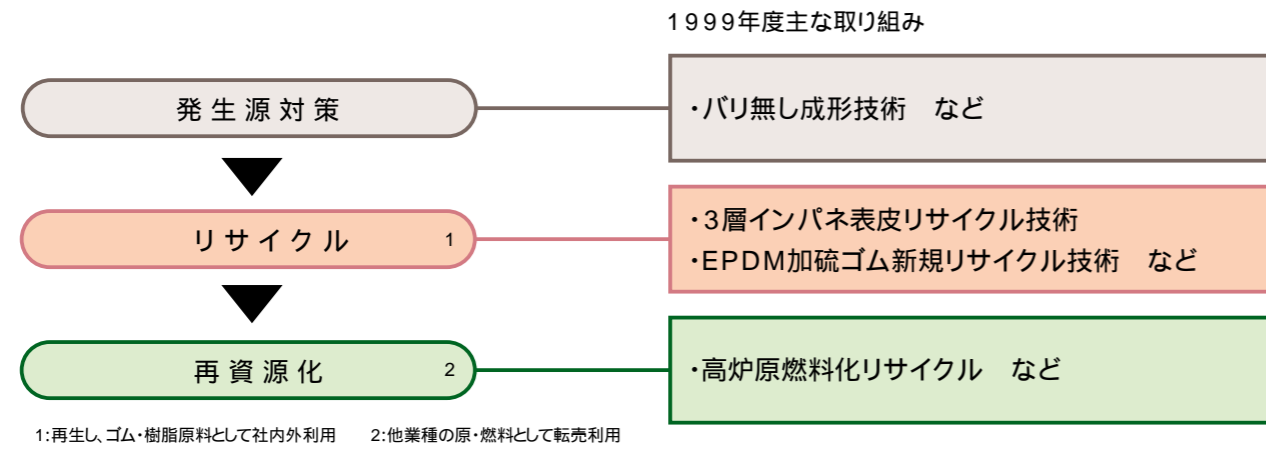 1999年度主な取り組み
発生源対策
・バリ無し成形技術　など
リサイクル 1
・3層インパネ表皮リサイクル技術
・EPDM加硫ゴム新規リサイクル技術　など
再資源化 2
・高炉原燃料化リサイクル　など
1:再生し、ゴム・樹脂原料として社内外利用　2:他業種の原・燃料として転売利用